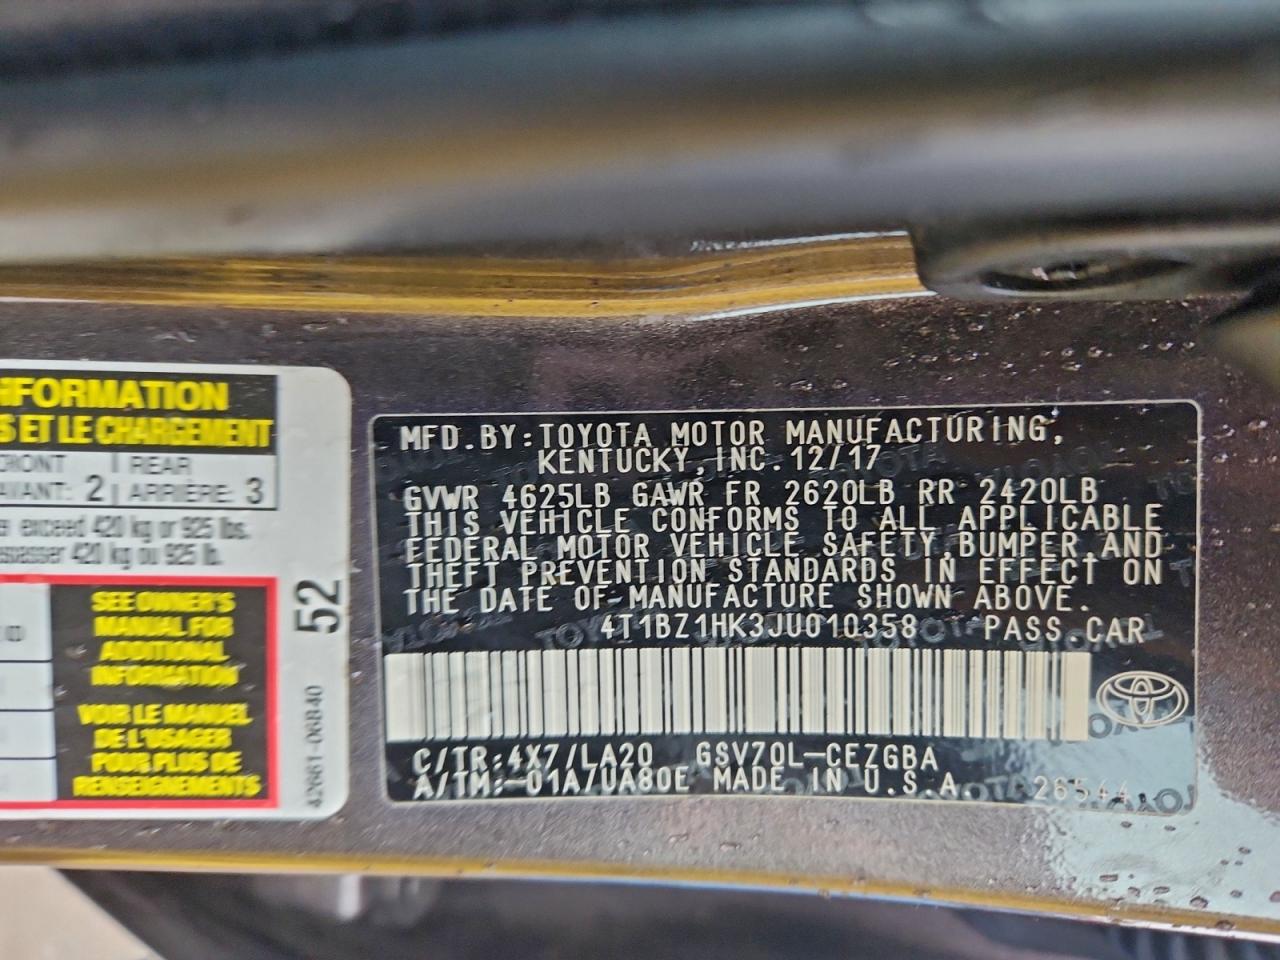 NFORMATION
S ET LE CHARGEMENT
FRONT REAR
AVANT: 2 ARRIÈRE: 3
exceed 420 kg or 925 lbs.
420 kg ou 925 lb.
SEE OWNER'S
MANUAL FOR
ADDITIONAL
INFORMATION
VOIR LE MANUEL
DE L'USAGER
POUR PLUS DE
RENSEIGNEMENTS
52
42661-06B40
MFD. BY: TOYOTA MOTOR MANUFACTURING,
KENTUCKY, INC. 12/17
GVWR 4625LB GAWR FR 2620LB RR 2420LB
THIS VEHICLE CONFORMS TO ALL APPLICABLE
FEDERAL MOTOR VEHICLE SAFETY, BUMPER, AND
THEFT PREVENTION STANDARDS IN EFFECT ON
THE DATE OF MANUFACTURE SHOWN ABOVE.
4T1BZ1HK3JU010358 PASS. CAR
C/TR: 4X7/LA20 GSV70L-CEZGBA
A/TM: -01A/UA80E MADE IN U.S.A.